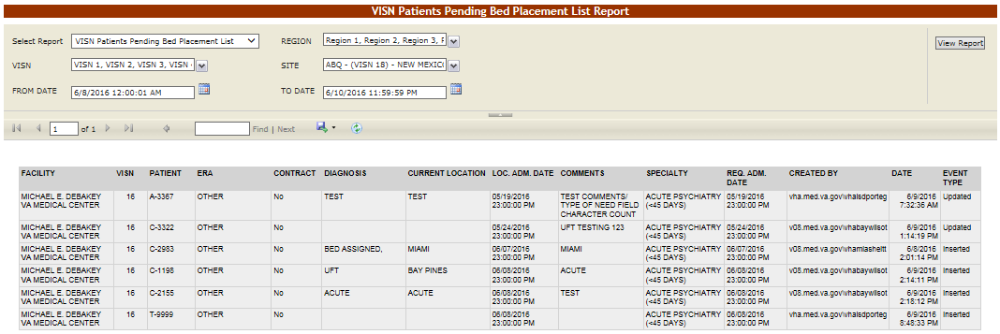 VISN Patients Pending Bed Placement List Report
Select Report VISN Patients Pending Bed Placement List REGION Region 1, Region 2, Region 3, View Report
VISN VISN 1, VISN 2, VISN 3, VISN SITE ABQ - (VISN 18) - NEW MEXIC
FROM DATE 6/8/2016 12:00:01 AM TO DATE 6/10/2016 11:59:59 PM
1 of 1 Find | Next
FACILITY VISN PATIENT ERA CONTRACT DIAGNOSIS CURRENT LOCATION LOC. ADM. DATE COMMENTS SPECIALTY REQ. ADM. CREATED BY DATE EVENT
DATE TYPE
MICHAEL E. DEBAKEY 16 A-3367 OTHER No TEST TEST 05/19/2016 TEST COMMENTS/ ACUTE PSYCHIATRY 05/19/2016 vha.med.va.gov\vhaisdporteg 6/9/2016 Updated
VA MEDICAL CENTER 23:00:00 PM TYPE OF NEED FIELD (<45 DAYS) 23:00:00 PM 7:32:36 AM
CHARACTER COUNT
MICHAEL E. DEBAKEY 16 C-3322 OTHER No 05/24/2016 UFT TESTING 123 ACUTE PSYCHIATRY 05/24/2016 v08.med.va.gov\vhabaywilsot 6/9/2016 Updated
VA MEDICAL CENTER 23:00:00 PM (<45 DAYS) 23:00:00 PM 1:14:19 PM
MICHAEL E. DEBAKEY 16 C-2983 OTHER No BED ASSIGNED, MIAMI 06/07/2016 MIAMI ACUTE PSYCHIATRY 06/07/2016 6/8/2016 Inserted
VA MEDICAL CENTER 23:00:00 PM (<45 DAYS) 23:00:00 PM 2:01:14 PM
MICHAEL E. DEBAKEY 16 C-1198 OTHER No UFT BAY PINES 06/08/2016 ACUTE ACUTE PSYCHIATRY 06/08/2016 v08.med.va.gov\vhabaywilsot 6/9/2016 Inserted
VA MEDICAL CENTER 23:00:00 PM (<45 DAYS) 23:00:00 PM 2:14:11 PM
MICHAEL E. DEBAKEY 16 C-2155 OTHER No ACUTE ACUTE 06/08/2016 TEST ACUTE PSYCHIATRY 06/08/2016 vha.med.va.gov\vhaisdporteg 6/9/2016 Inserted
VA MEDICAL CENTER 23:00:00 PM (<45 DAYS) 23:00:00 PM 2:18:12 PM
MICHAEL E. DEBAKEY 16 T-9999 OTHER No 06/08/2016 ACUTE PSYCHIATRY 06/08/2016 vha.med.va.gov\vhaisdporteg 6/9/2016 Inserted
VA MEDICAL CENTER 23:00:00 PM (<45 DAYS) 23:00:00 PM 8:48:33 PM